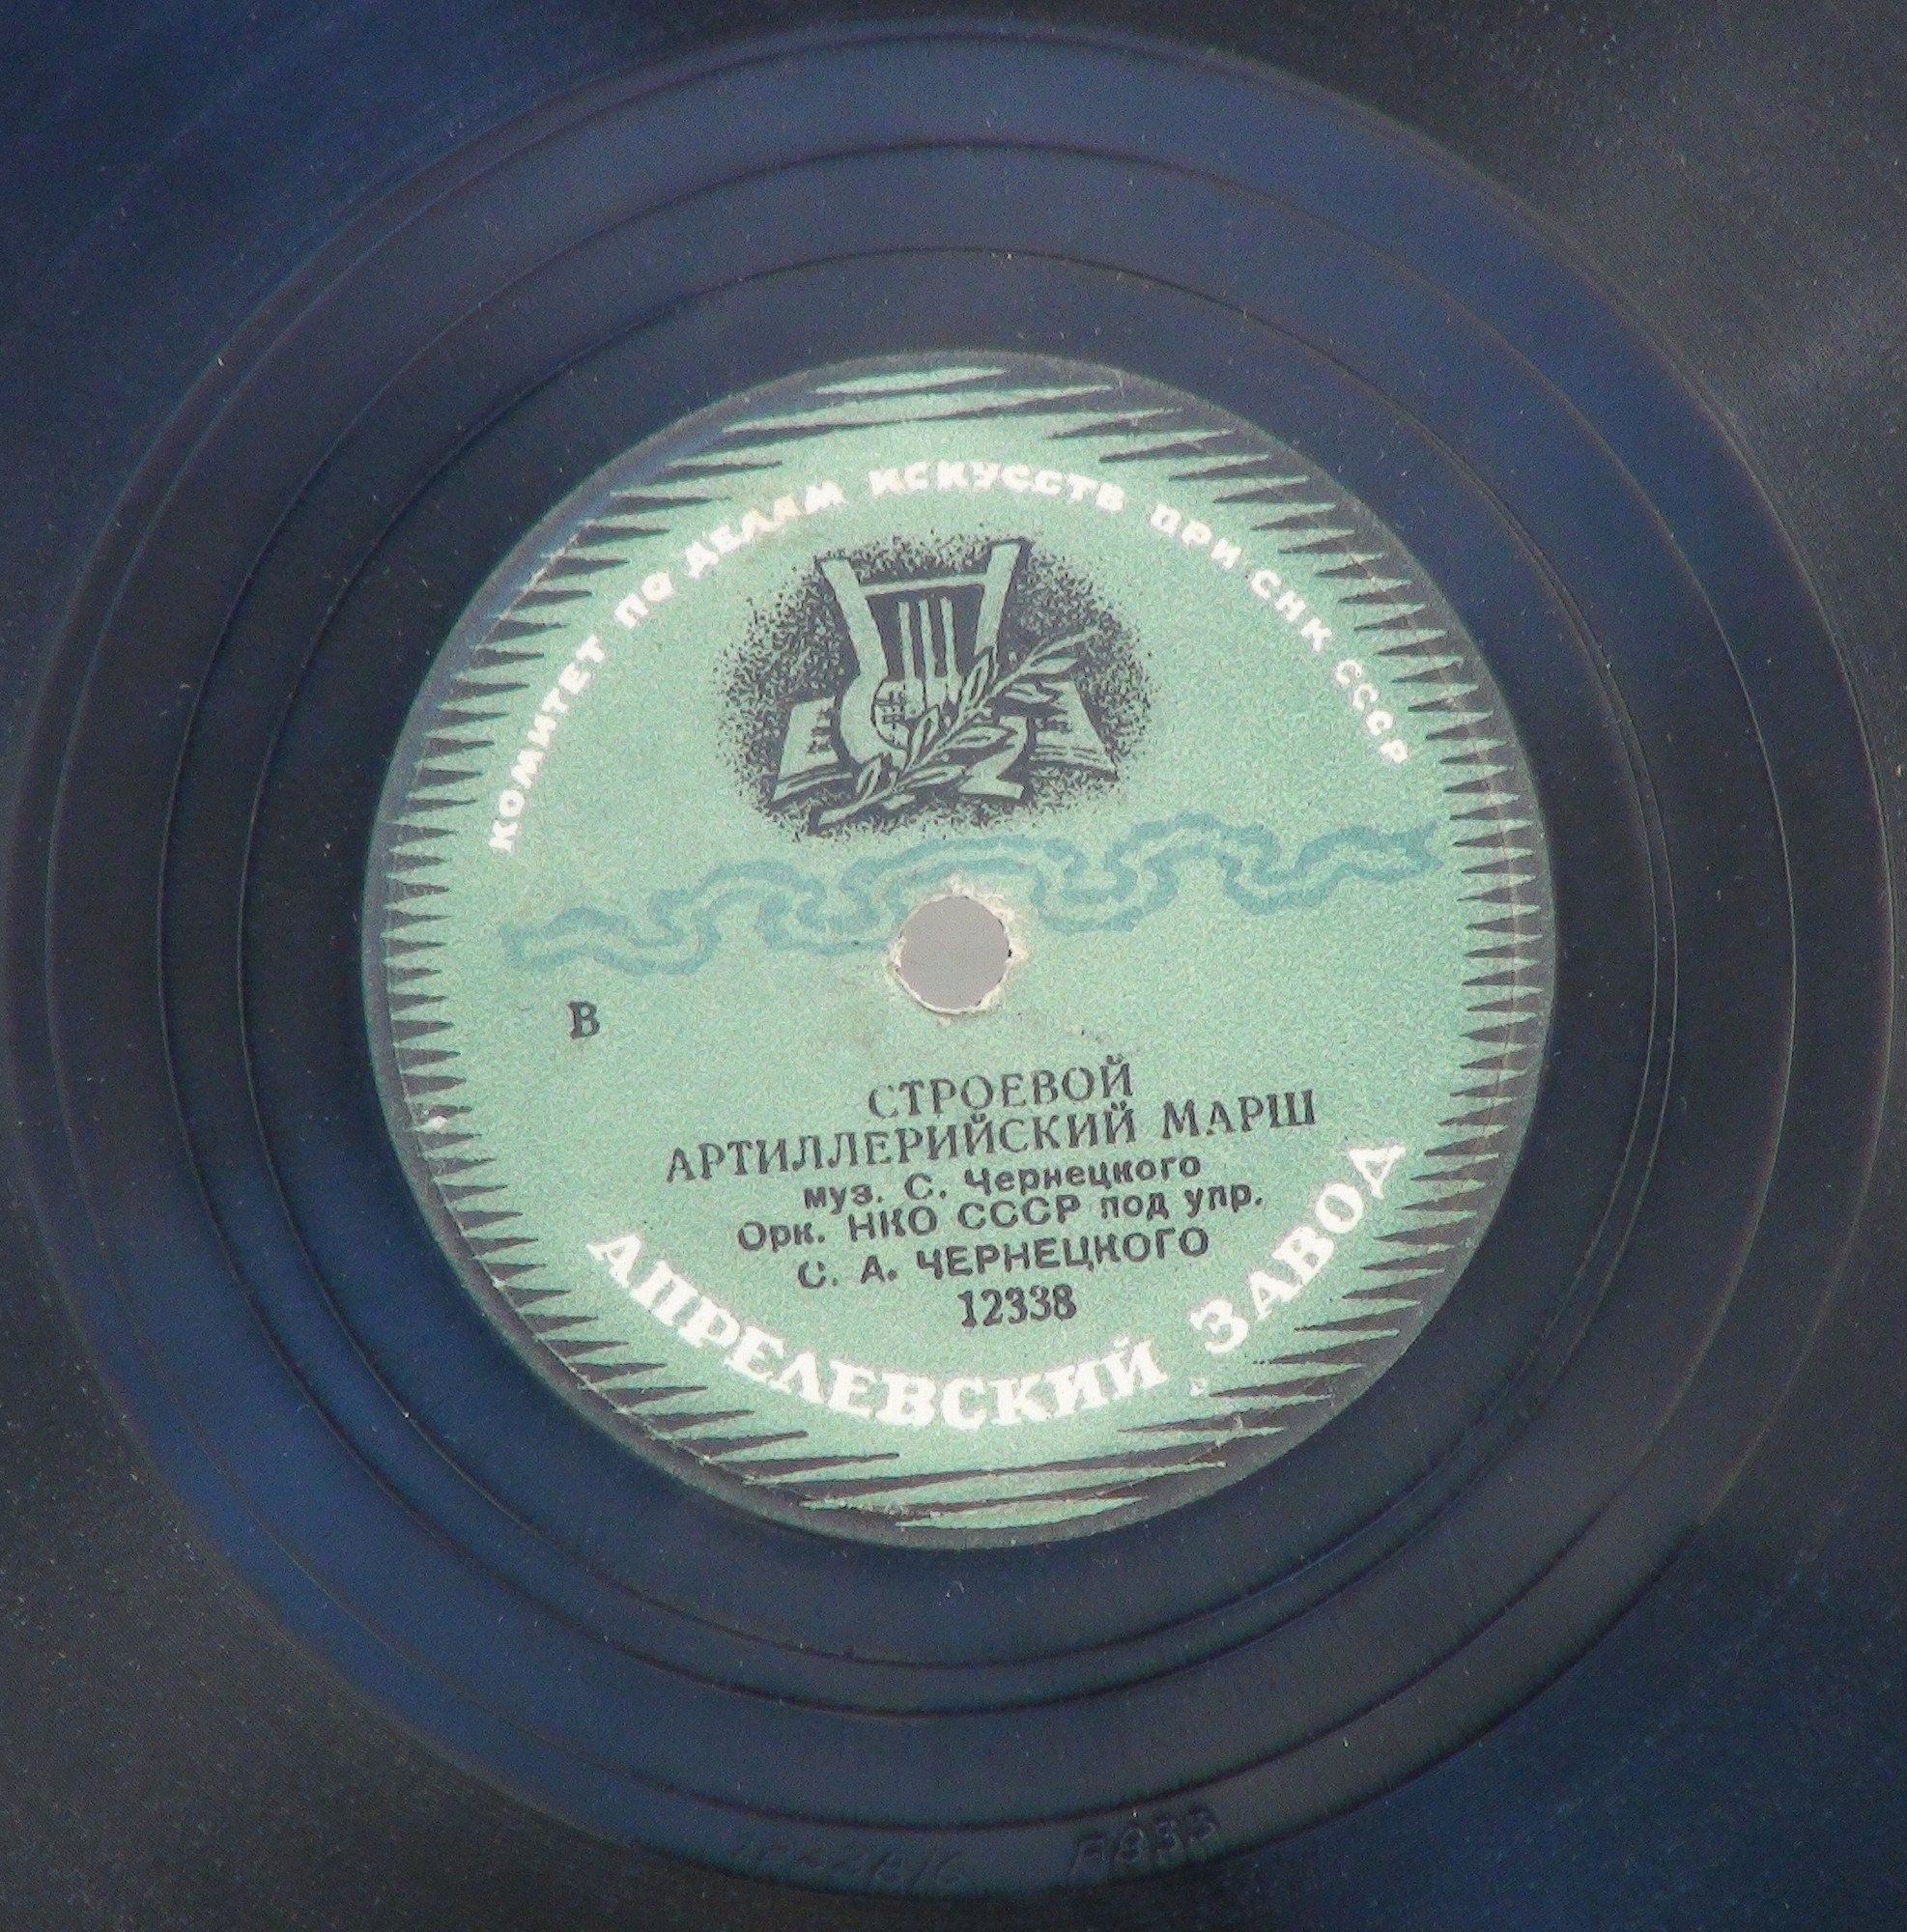 КОМИТЕТ ПО ДЕЛАМ ИСКУССТВ ПРИ СНК СССР
В
СТРОЕВОЙ
АРТИЛЛЕРИЙСКИЙ МАРШ
муз. С. Чернецкого
Орк. НКО СССР под упр.
С. А. ЧЕРНЕЦКОГО
12338
АПРЕЛЕВСКИЙ ЗАВОД